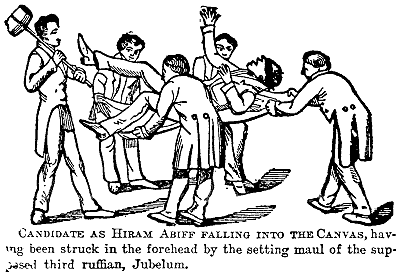 Candidate as Hiram Abiff falling into the Canvas, hav-
ing been struck in the forehead by the setting maul of the sup-
posed third ruffian, Jubelum.